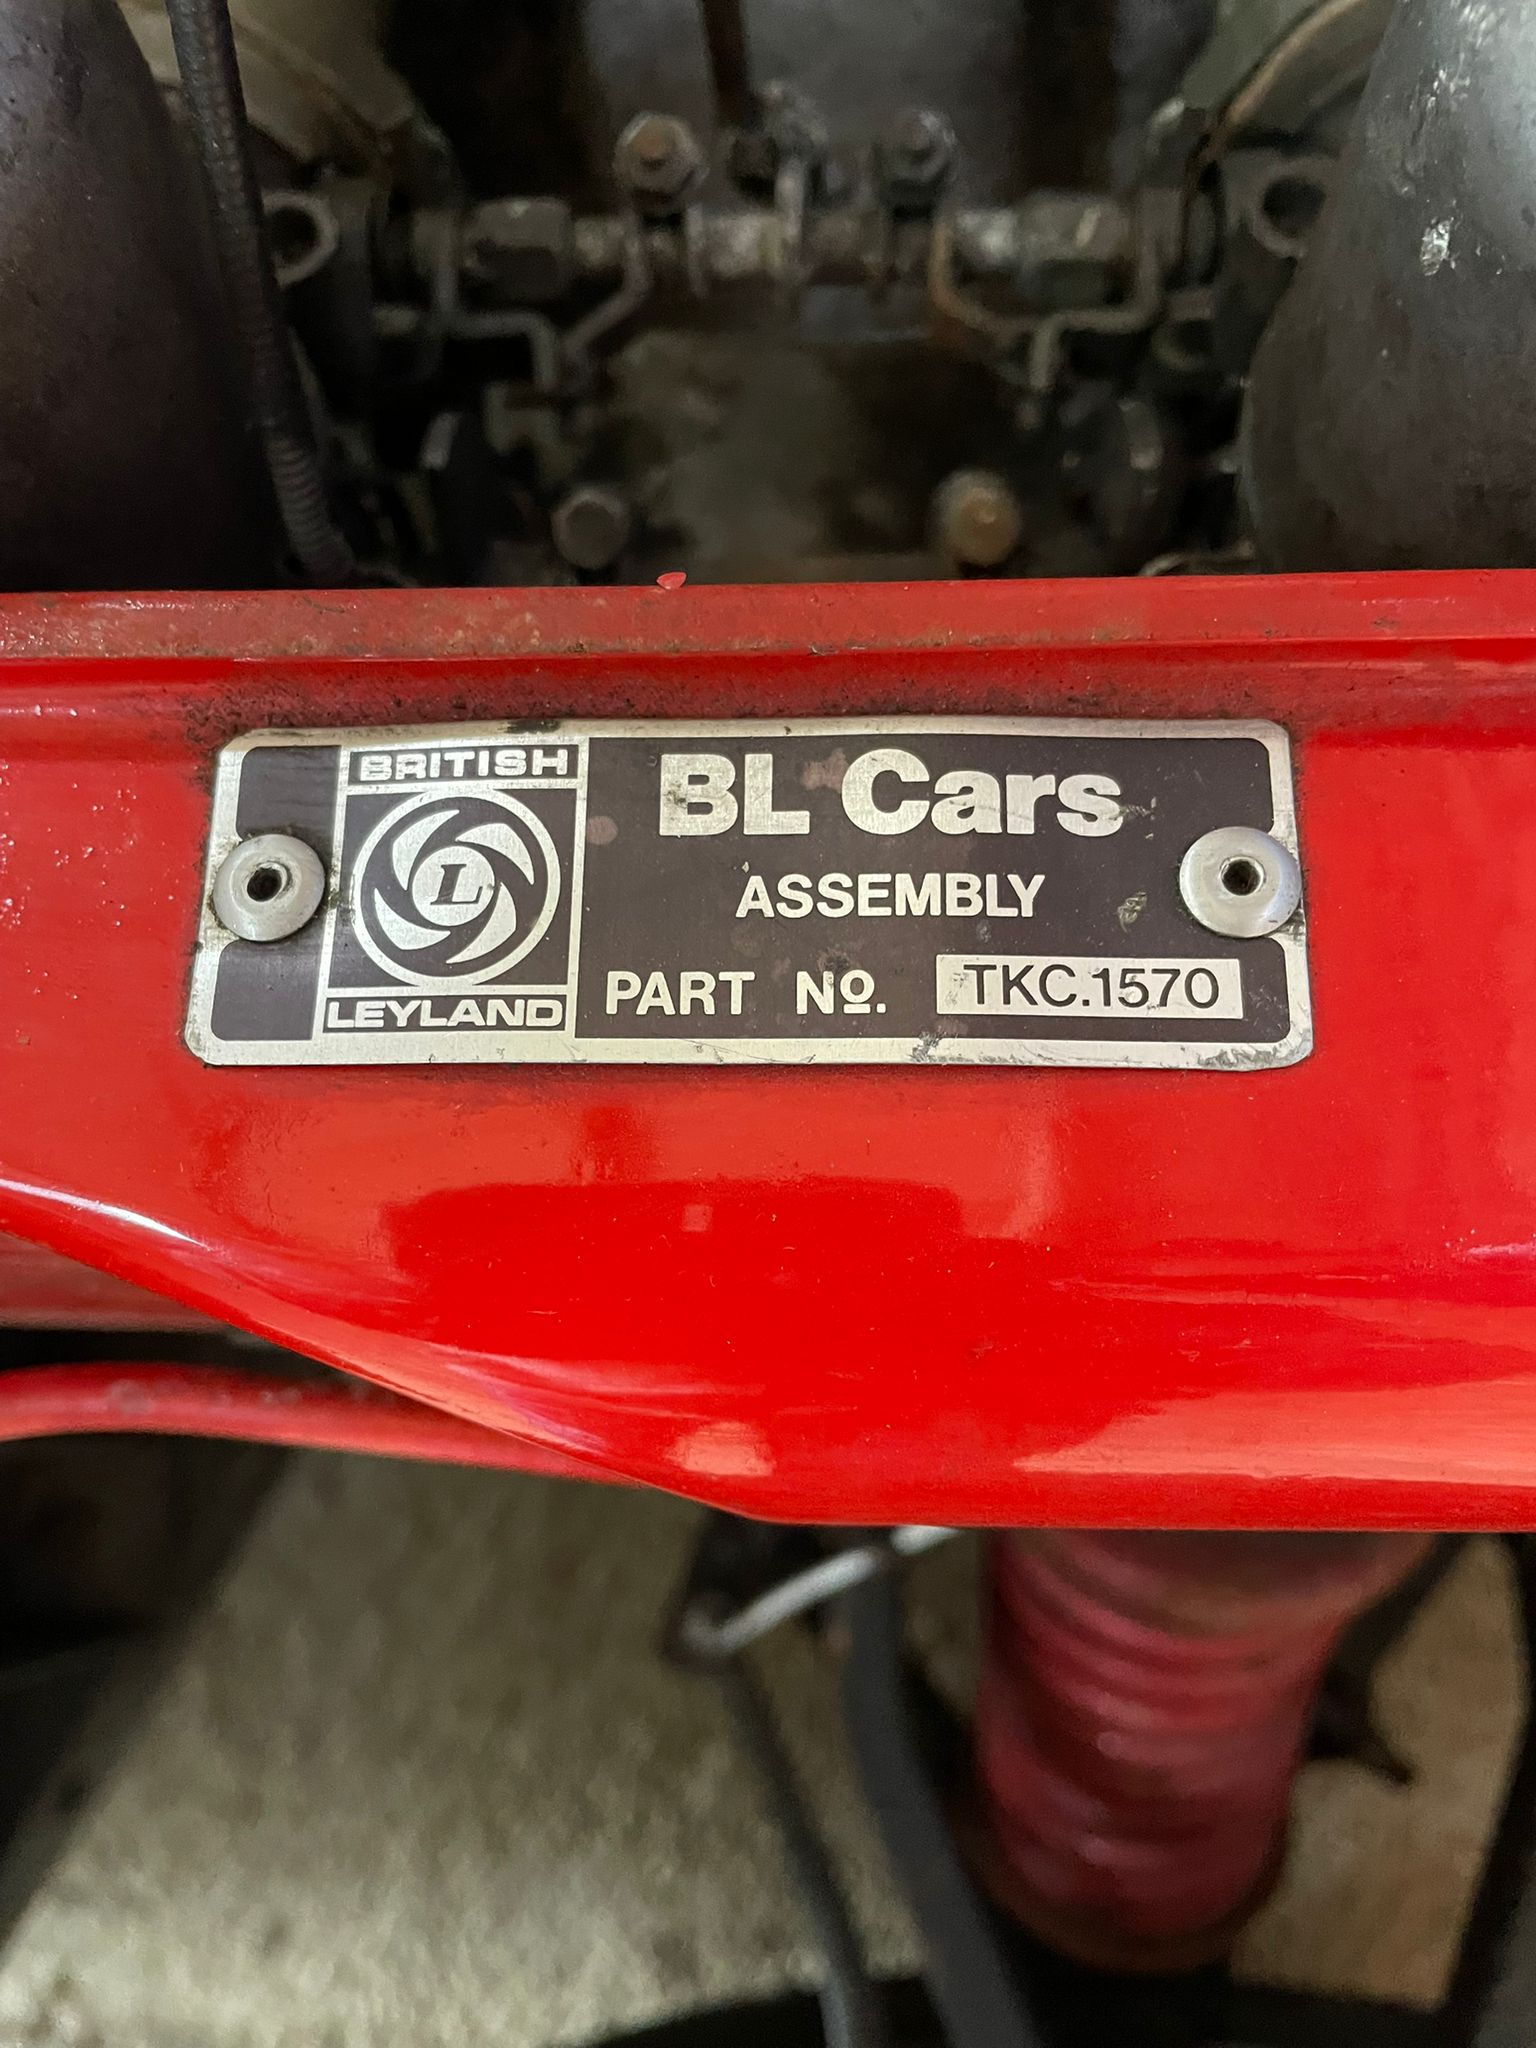 BRITISH
L
LEYLAND
BL Cars
ASSEMBLY
PART Nº. TKC.1570